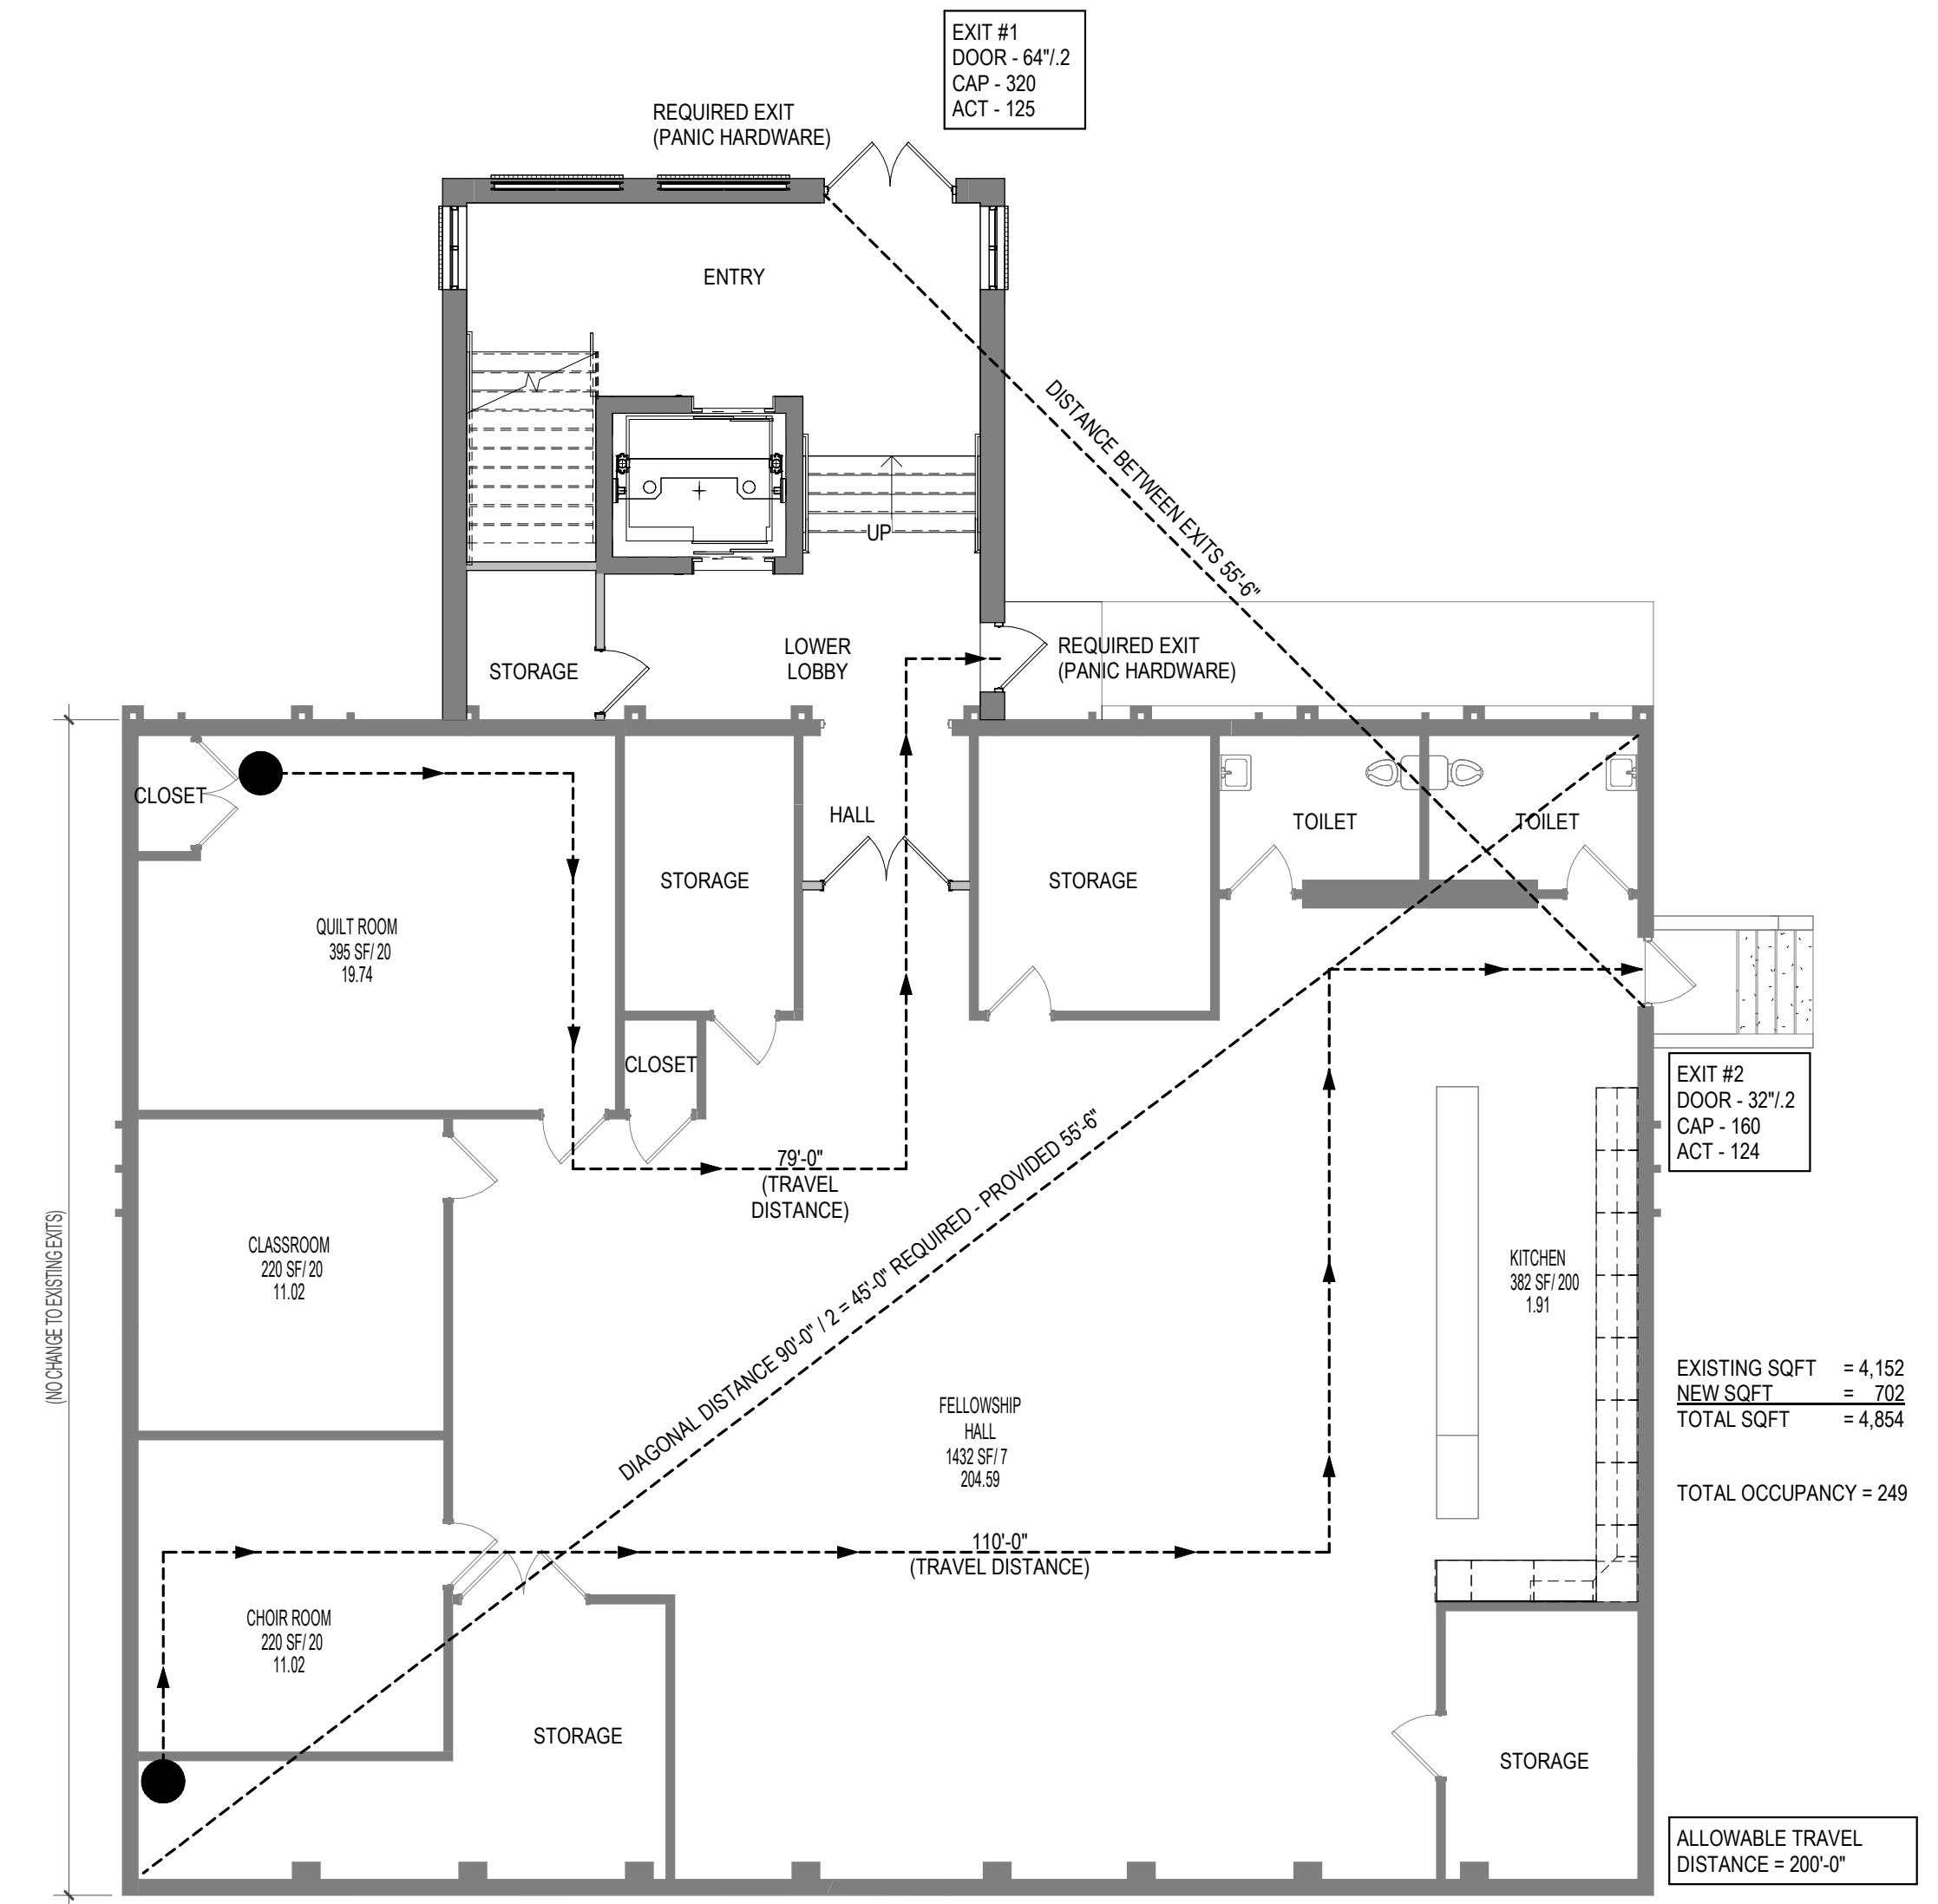 EXIT #1
DOOR - 64"/.2
CAP - 320
ACT - 125
REQUIRED EXIT
(PANIC HARDWARE)
ENTRY
DISTANCE BETWEEN EXITS 55'-6"
UP
LOWER
LOBBY
REQUIRED EXIT
(PANIC HARDWARE)
STORAGE
CLOSET
HALL
TOILET
TOILET
STORAGE
STORAGE
QUILT ROOM
395 SF/ 20
19.74
CLOSET
EXIT #2
DOOR - 32"/.2
CAP - 160
ACT - 124
79'-0"
(TRAVEL
DISTANCE)
DIAGONAL DISTANCE 90'-0" / 2 = 45'-0" REQUIRED - PROVIDED 55'-6"
(NO CHANGE TO EXISTING EXITS)
CLASSROOM
220 SF/ 20
11.02
KITCHEN
382 SF/ 200
1.91
EXISTING SQFT = 4,152
NEW SQFT = 702
TOTAL SQFT = 4,854
FELLOWSHIP
HALL
1432 SF/ 7
204.59
TOTAL OCCUPANCY = 249
110'-0"
(TRAVEL DISTANCE)
CHOIR ROOM
220 SF/ 20
11.02
STORAGE
STORAGE
ALLOWABLE TRAVEL
DISTANCE = 200'-0"